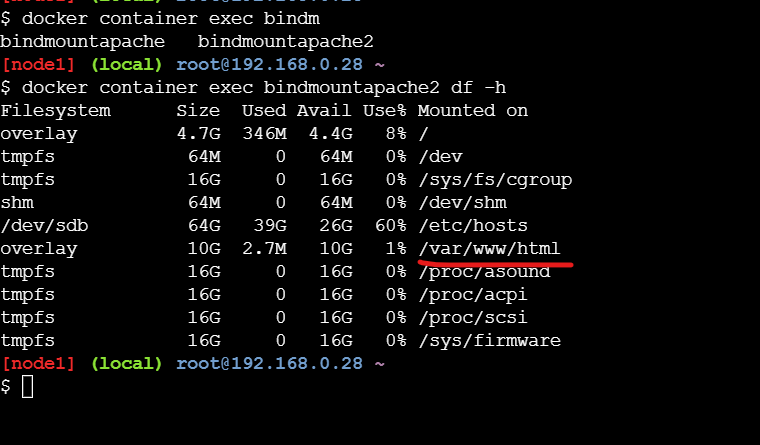 $ docker container exec bindm
bindmountapache   bindmountapache2
[node1] (local) root@192.168.0.28 ~
$ docker container exec bindmountapache2 df -h
Filesystem      Size  Used Avail Use% Mounted on
overlay         4.7G  346M  4.4G   8% /
tmpfs            64M     0   64M   0% /dev
tmpfs            16G     0   16G   0% /sys/fs/cgroup
shm              64M     0   64M   0% /dev/shm
/dev/sdb         64G   39G   26G  60% /etc/hosts
overlay          10G  2.7M   10G   1% /var/www/html
tmpfs            16G     0   16G   0% /proc/asound
tmpfs            16G     0   16G   0% /proc/acpi
tmpfs            16G     0   16G   0% /proc/scsi
tmpfs            16G     0   16G   0% /sys/firmware
[node1] (local) root@192.168.0.28 ~
$